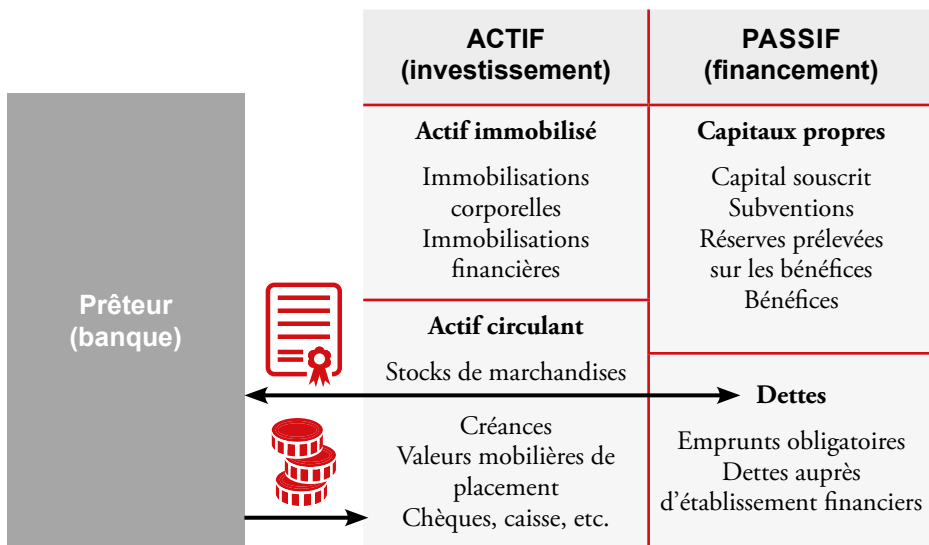 Prêteur
(banque)
ACTIF
(investissement)
Actif immobilisé
Immobilisations
corporelles
Immobilisations
financières
Actif circulant
Stocks de marchandises
Créances
Valeurs mobilières de
placement
Chèques, caisse, etc.
PASSIF
(financement)
Capitaux propres
Capital souscrit
Subventions
Réserves prélevées
sur les bénéfices
Bénéfices
Dettes
Emprunts obligatoires
Dettes auprès
d’établissement financiers